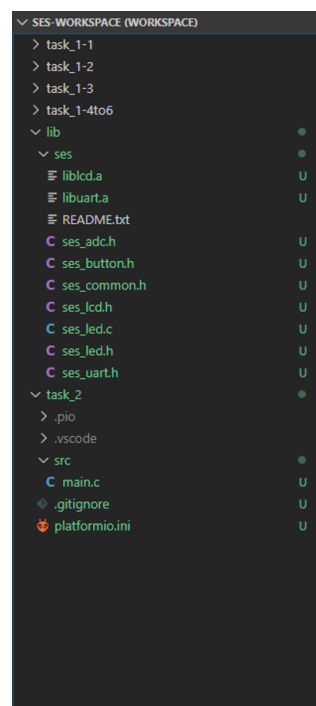 SES-WORKSPACE (WORKSPACE)
task_1-1
task_1-2
task_1-3
task_1-4to6
lib
ses
liblcd.a U
libuart.a U
README.txt
C ses_adc.h U
C ses_button.h U
C ses_common.h U
C ses_lcd.h U
C ses_led.c U
C ses_led.h U
C ses_uart.h U
task_2
.pio
.vscode
src
C main.c U
.gitignore U
platformio.ini U